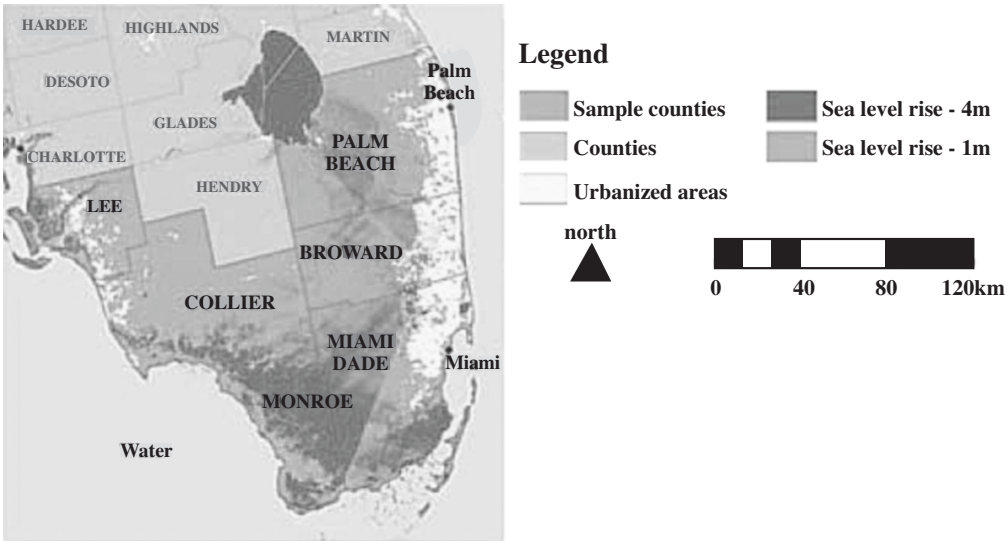 HARDEE
HIGHLANDS
MARTIN
DESOTO
Palm
Beach
GLADES
PALM
BEACH
CHARLOTTE
HENDRY
LEE
BROWARD
COLLIER
MIAMI
DADE
Miami
MONROE
Water
Legend
Sample counties
Sea level rise - 4m
Counties
Sea level rise - 1m
Urbanized areas
north
0 40 80 120km